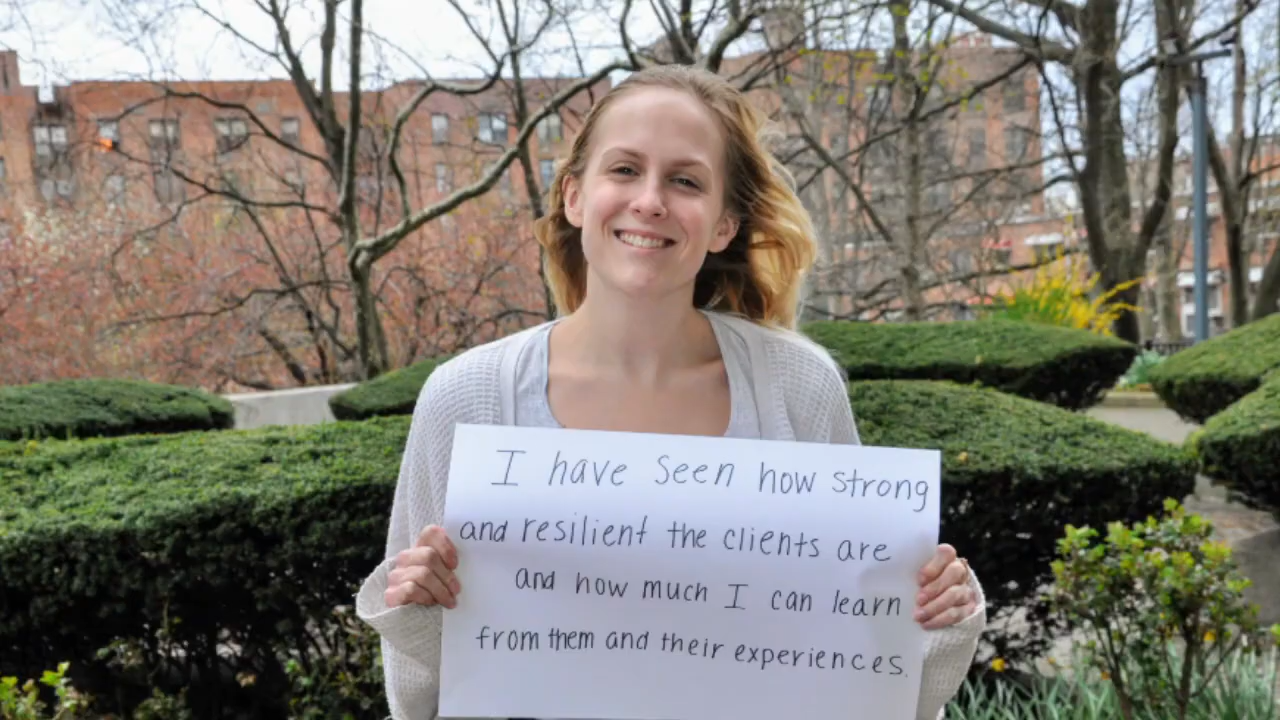 I have seen how strong
and resilient the clients are
and how much I can learn
from them and their experiences.